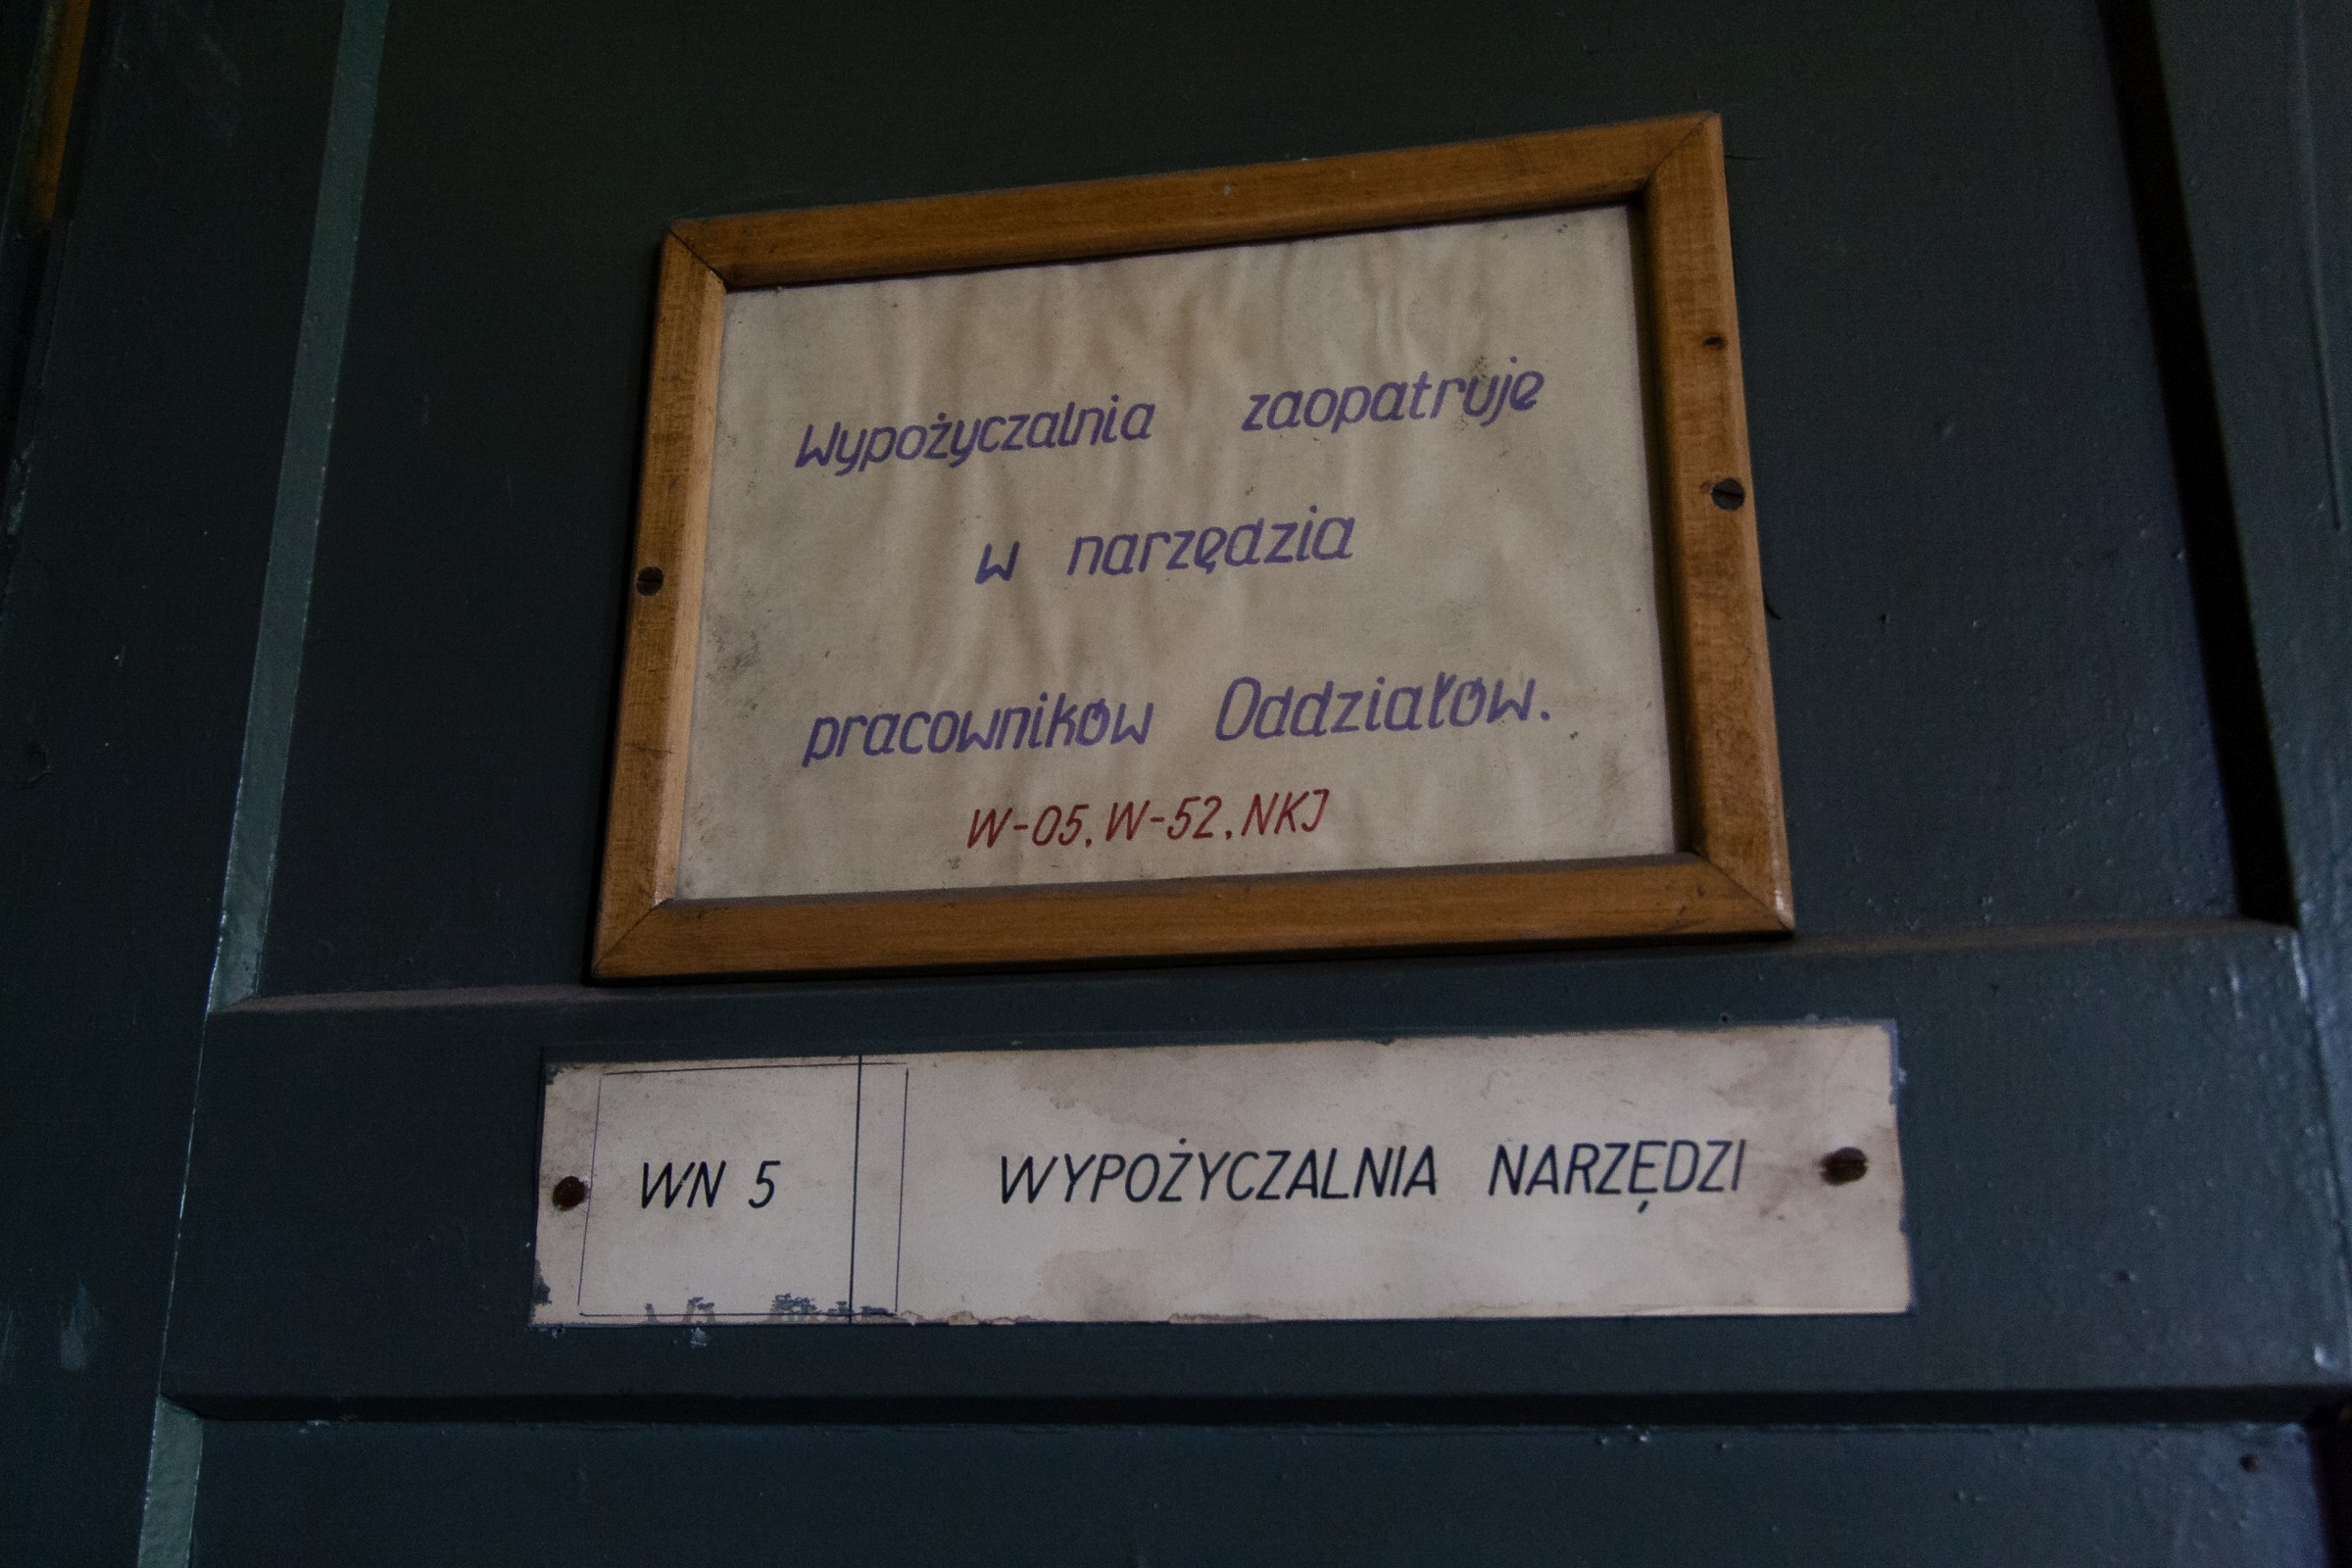 Wypożyczalnia zaopatruje
w narzędzia
pracowników Oddziałów.
W-05, W-52, NKJ
WN 5 WYPOŻYCZALNIA NARZĘDZI